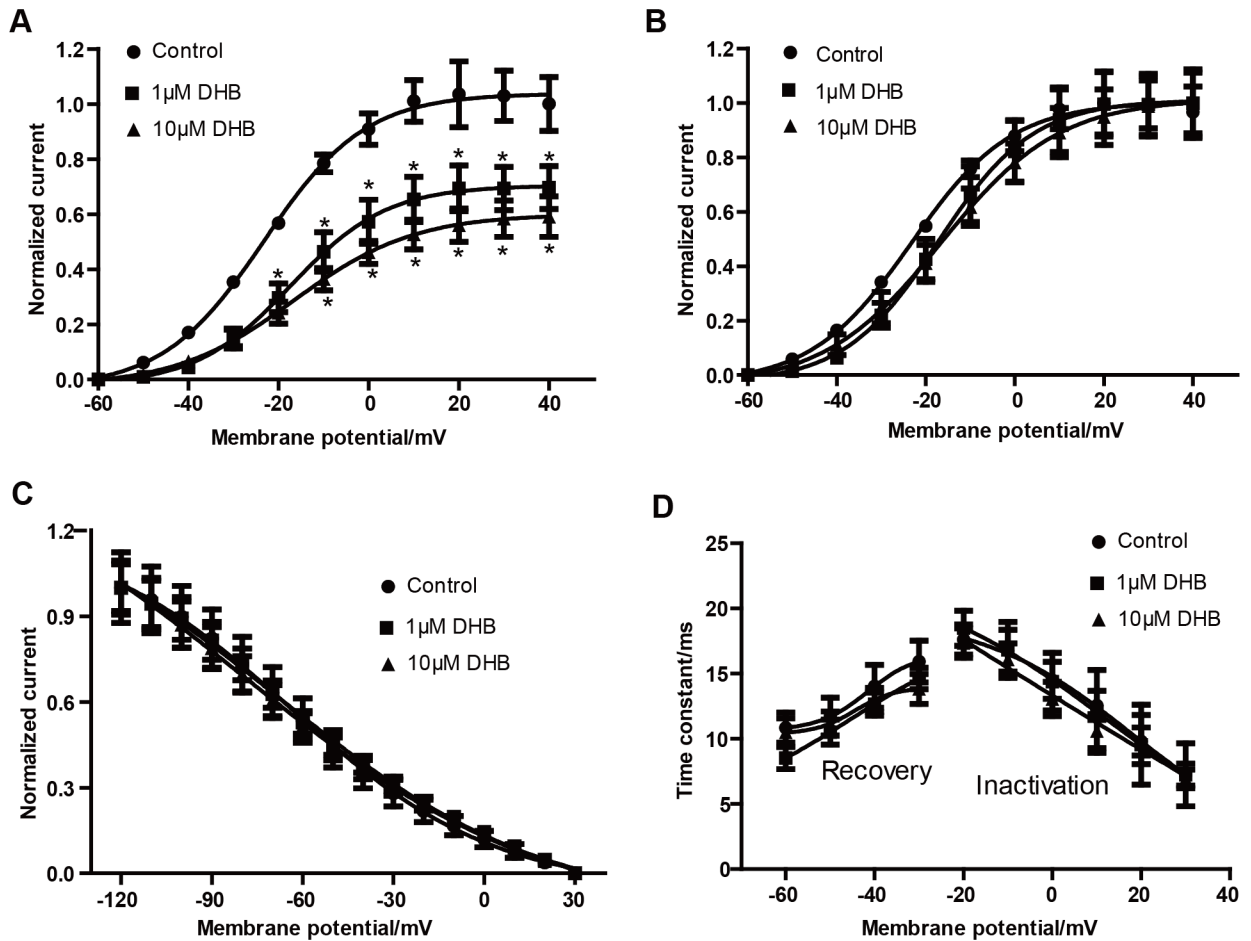 A
1.2
1.0
0.8
0.6
0.4
0.2
0.0
Normalized current
Control
1µM DHB
10µM DHB
*
*
*
*
*
*
*
*
*
*
*
*
*
-60
-40
-20
0
20
40
Membrane potential/mV
B
1.2
1.0
0.8
0.6
0.4
0.2
0.0
Normalized current
Control
1µM DHB
10µM DHB
-60
-40
-20
0
20
40
Membrane potential/mV
C
1.2
0.9
0.6
0.3
0.0
Normalized current
Control
1µM DHB
10µM DHB
-120
-90
-60
-30
0
30
Membrane potential/mV
D
25
20
15
10
5
0
Time constant/ms
Control
1µM DHB
10µM DHB
Recovery
Inactivation
-60
-40
-20
0
20
40
Membrane potential/mV